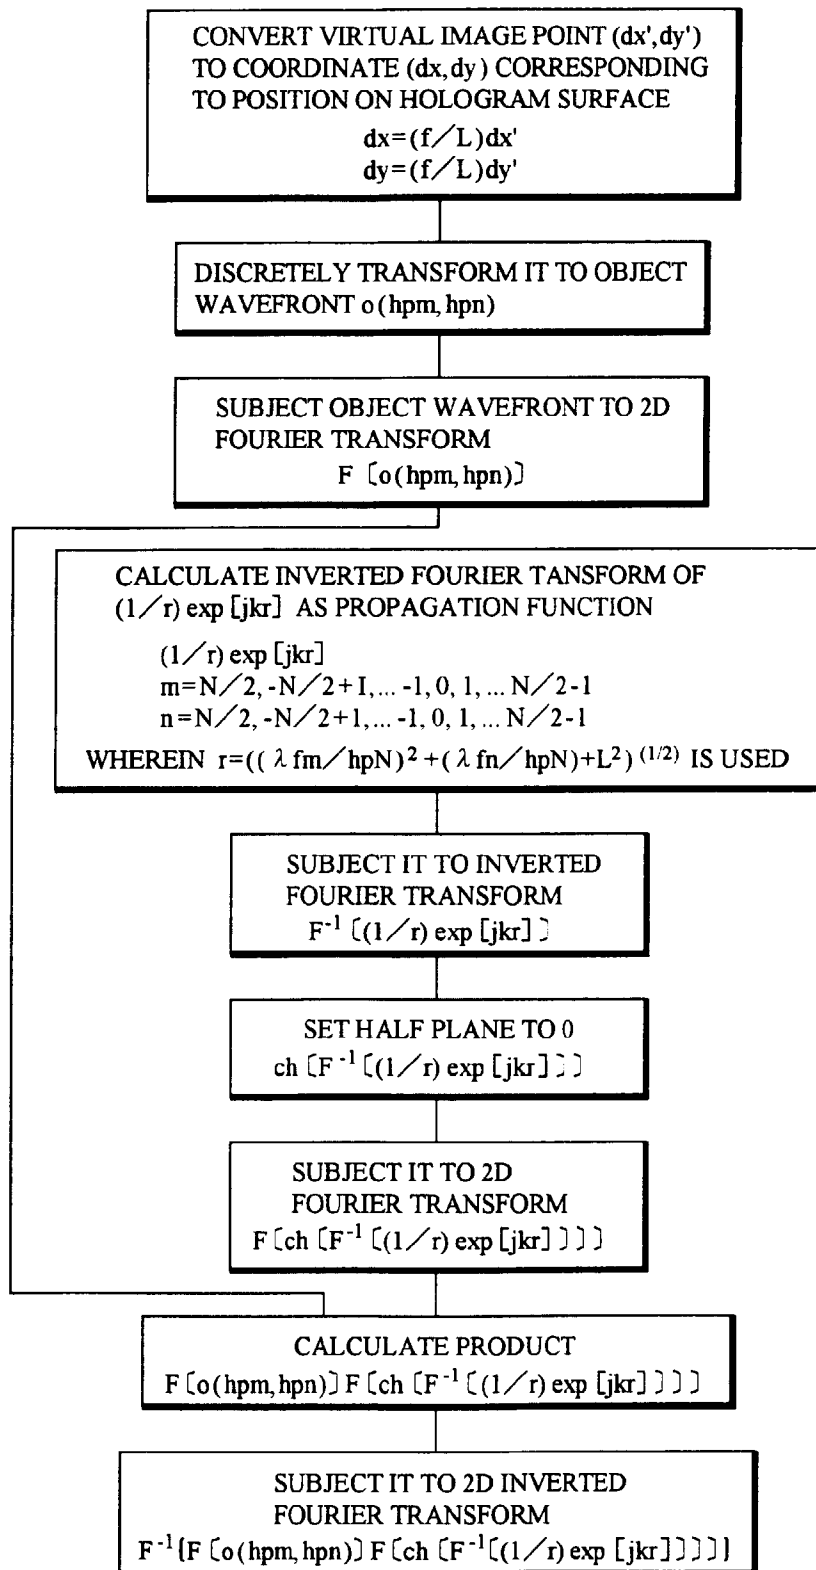 CONVERT VIRTUAL IMAGE POINT (dx',dy')
TO COORDINATE (dx,dy) CORRESPONDING
TO POSITION ON HOLOGRAM SURFACE
dx=(f/L)dx'
dy=(f/L)dy'
DISCRETELY TRANSFORM IT TO OBJECT
WAVEFRONT o(hpm,hpn)
SUBJECT OBJECT WAVEFRONT TO 2D
FOURIER TRANSFORM
F [o(hpm,hpn)]
CALCULATE INVERTED FOURIER TANSFORM OF
(1/r) exp [jkr] AS PROPAGATION FUNCTION
(1/r) exp [jkr]
m=N/2, -N/2+I, ... -1, 0, 1, ... N/2-1
n=N/2, -N/2+1, ... -1, 0, 1, ... N/2-1
WHEREIN r=((λfm/hpN)² +(λfn/hpN)+L²)^(1/2) IS USED
SUBJECT IT TO INVERTED
FOURIER TRANSFORM
F⁻¹ [(1/r) exp [jkr]]
SET HALF PLANE TO 0
ch [F⁻¹ [(1/r) exp [jkr]]]
SUBJECT IT TO 2D
FOURIER TRANSFORM
F [ch [F⁻¹ [(1/r) exp [jkr]]]]
CALCULATE PRODUCT
F [o(hpm,hpn)] F [ch [F⁻¹ [(1/r) exp [jkr]]]]
SUBJECT IT TO 2D INVERTED
FOURIER TRANSFORM
F⁻¹{F [o(hpm,hpn)] F [ch [F⁻¹[(1/r) exp [jkr]]]]}